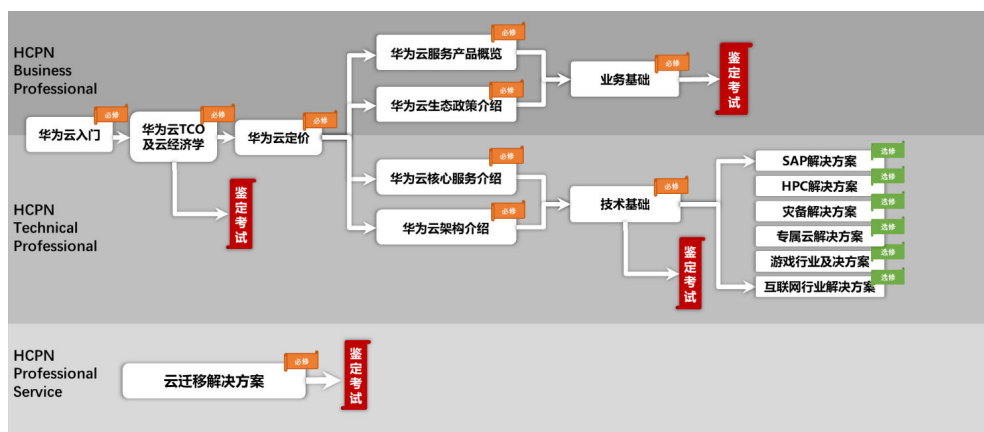 HCPN
Business
Professional
必修
华为云入门
必修
华为云TCO
及云经济学
必修
华为云定价
必修
华为云服务产品概览
必修
华为云生态政策介绍
必修
业务基础
鉴定考试
鉴定考试
HCPN
Technical
Professional
必修
华为云核心服务介绍
必修
华为云架构介绍
必修
技术基础
鉴定考试
选修
SAP解决方案
选修
HPC解决方案
选修
灾备解决方案
选修
专属云解决方案
选修
游戏行业及决方案
选修
互联网行业解决方案
HCPN
Professional
Service
必修
云迁移解决方案
鉴定考试